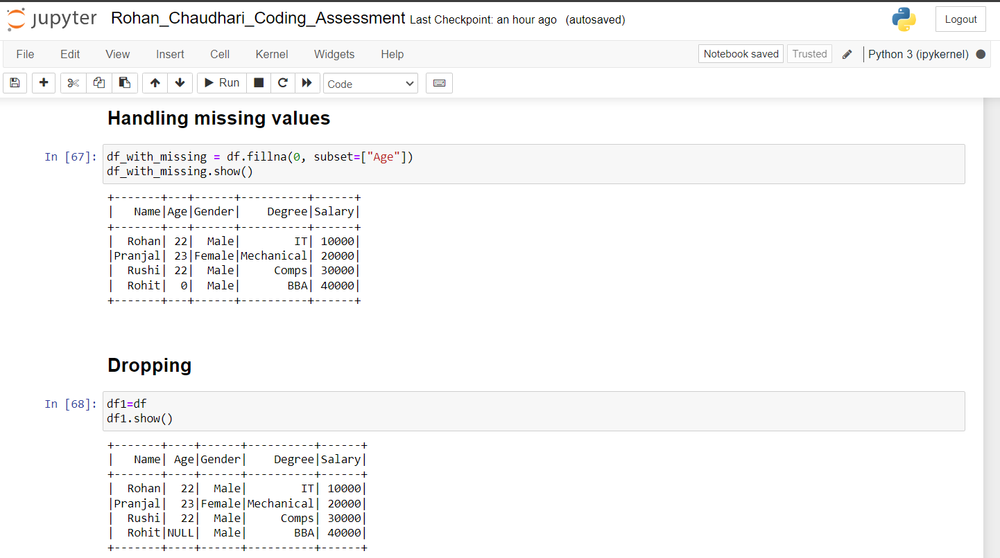 jupyter Rohan_Chaudhari_Coding_Assessment Last Checkpoint: an hour ago (autosaved) Logout
File Edit View Insert Cell Kernel Widgets Help Notebook saved Trusted Python 3 (ipykernel)
Run Code
Handling missing values
In [67]: df_with_missing = df.fillna(0, subset=["Age"])
df_with_missing.show()
+-------+---+------+----------+------+
|   Name|Age|Gender|    Degree|Salary|
+-------+---+------+----------+------+
|  Rohan| 22|  Male|        IT| 10000|
|Pranjal| 23|Female|Mechanical| 20000|
|  Rushi| 22|  Male|     Comps| 30000|
|  Rohit|  0|  Male|       BBA| 40000|
+-------+---+------+----------+------+
Dropping
In [68]: df1=df
df1.show()
+-------+----+------+----------+------+
|   Name| Age|Gender|    Degree|Salary|
+-------+----+------+----------+------+
|  Rohan|  22|  Male|        IT| 10000|
|Pranjal|  23|Female|Mechanical| 20000|
|  Rushi|  22|  Male|     Comps| 30000|
|  Rohit|NULL|  Male|       BBA| 40000|
+-------+----+------+----------+------+